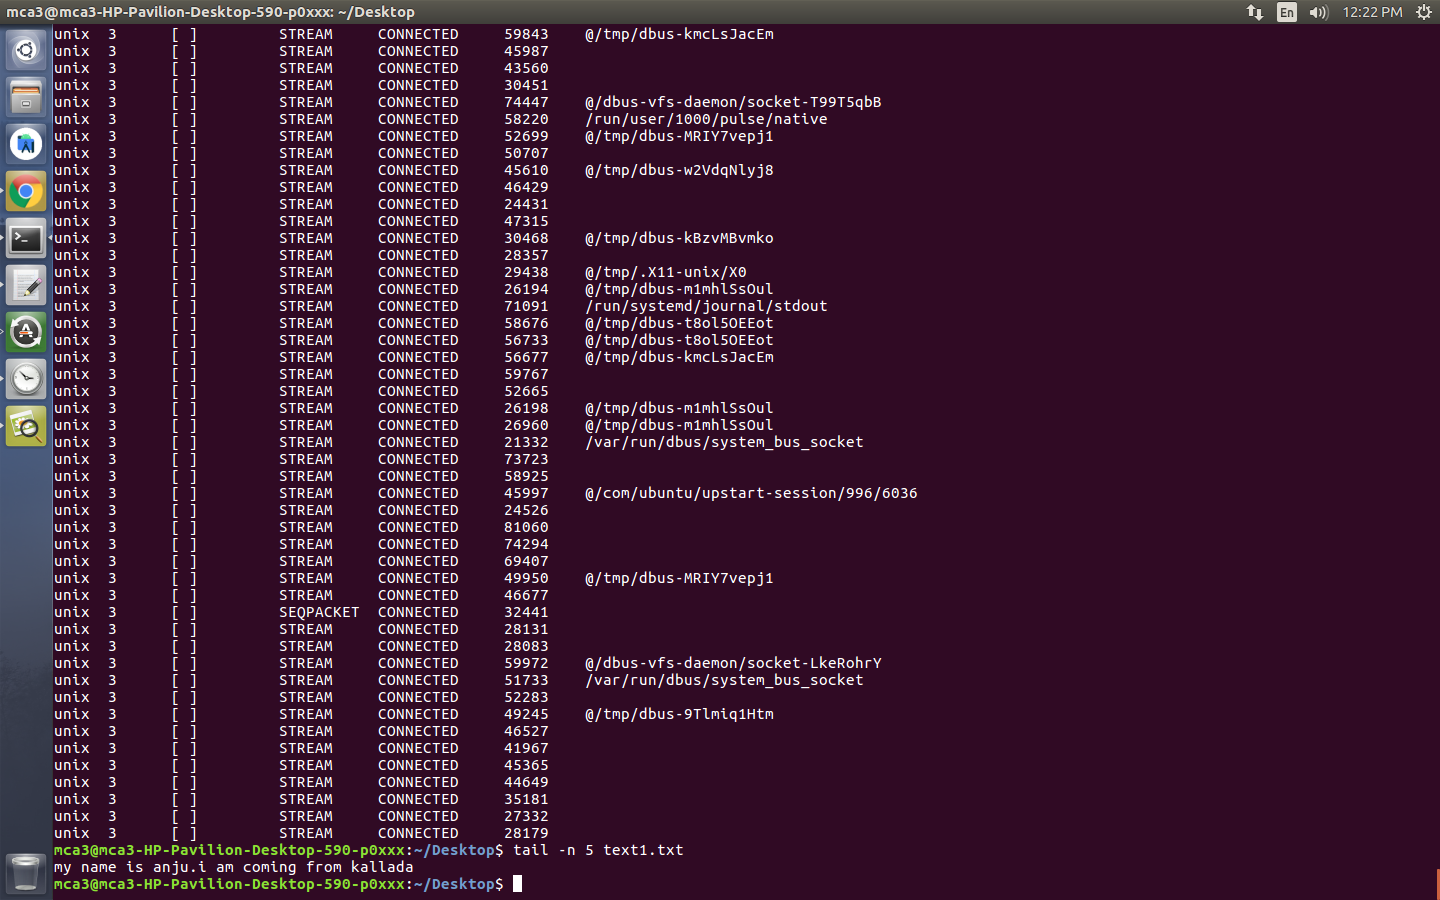 mca3@mca3-HP-Pavilion-Desktop-590-p0xxx: ~/Desktop En 12:22 PM
unix 3 [ ] STREAM CONNECTED 59843 @/tmp/dbus-kmcLsJacEm
unix 3 [ ] STREAM CONNECTED 45987
unix 3 [ ] STREAM CONNECTED 43560
unix 3 [ ] STREAM CONNECTED 30451
unix 3 [ ] STREAM CONNECTED 74447 @/dbus-vfs-daemon/socket-T99T5qbB
unix 3 [ ] STREAM CONNECTED 58220 /run/user/1000/pulse/native
unix 3 [ ] STREAM CONNECTED 52699 @/tmp/dbus-MRIY7vepj1
unix 3 [ ] STREAM CONNECTED 50707
unix 3 [ ] STREAM CONNECTED 45610 @/tmp/dbus-w2VdqNlyj8
unix 3 [ ] STREAM CONNECTED 46429
unix 3 [ ] STREAM CONNECTED 24431
unix 3 [ ] STREAM CONNECTED 47315
unix 3 [ ] STREAM CONNECTED 30468 @/tmp/dbus-kBzvMBvmko
unix 3 [ ] STREAM CONNECTED 28357
unix 3 [ ] STREAM CONNECTED 29438 @/tmp/.X11-unix/X0
unix 3 [ ] STREAM CONNECTED 26194 @/tmp/dbus-m1mhlSsOul
unix 3 [ ] STREAM CONNECTED 71091 /run/systemd/journal/stdout
unix 3 [ ] STREAM CONNECTED 58676 @/tmp/dbus-t8ol5OEEot
unix 3 [ ] STREAM CONNECTED 56733 @/tmp/dbus-t8ol5OEEot
unix 3 [ ] STREAM CONNECTED 56677 @/tmp/dbus-kmcLsJacEm
unix 3 [ ] STREAM CONNECTED 59767
unix 3 [ ] STREAM CONNECTED 52665
unix 3 [ ] STREAM CONNECTED 26198 @/tmp/dbus-m1mhlSsOul
unix 3 [ ] STREAM CONNECTED 26960 @/tmp/dbus-m1mhlSsOul
unix 3 [ ] STREAM CONNECTED 21332 /var/run/dbus/system_bus_socket
unix 3 [ ] STREAM CONNECTED 73723
unix 3 [ ] STREAM CONNECTED 58925
unix 3 [ ] STREAM CONNECTED 45997 @/com/ubuntu/upstart-session/996/6036
unix 3 [ ] STREAM CONNECTED 24526
unix 3 [ ] STREAM CONNECTED 81060
unix 3 [ ] STREAM CONNECTED 74294
unix 3 [ ] STREAM CONNECTED 69407
unix 3 [ ] STREAM CONNECTED 49950 @/tmp/dbus-MRIY7vepj1
unix 3 [ ] STREAM CONNECTED 46677
unix 3 [ ] SEQPACKET CONNECTED 32441
unix 3 [ ] STREAM CONNECTED 28131
unix 3 [ ] STREAM CONNECTED 28083
unix 3 [ ] STREAM CONNECTED 59972 @/dbus-vfs-daemon/socket-LkeRohrY
unix 3 [ ] STREAM CONNECTED 51733 /var/run/dbus/system_bus_socket
unix 3 [ ] STREAM CONNECTED 52283
unix 3 [ ] STREAM CONNECTED 49245 @/tmp/dbus-9Tlmiq1Htm
unix 3 [ ] STREAM CONNECTED 46527
unix 3 [ ] STREAM CONNECTED 41967
unix 3 [ ] STREAM CONNECTED 45365
unix 3 [ ] STREAM CONNECTED 44649
unix 3 [ ] STREAM CONNECTED 35181
unix 3 [ ] STREAM CONNECTED 27332
unix 3 [ ] STREAM CONNECTED 28179
mca3@mca3-HP-Pavilion-Desktop-590-p0xxx:~/Desktop$ tail -n 5 text1.txt
my name is anju.i am coming from kallada
mca3@mca3-HP-Pavilion-Desktop-590-p0xxx:~/Desktop$